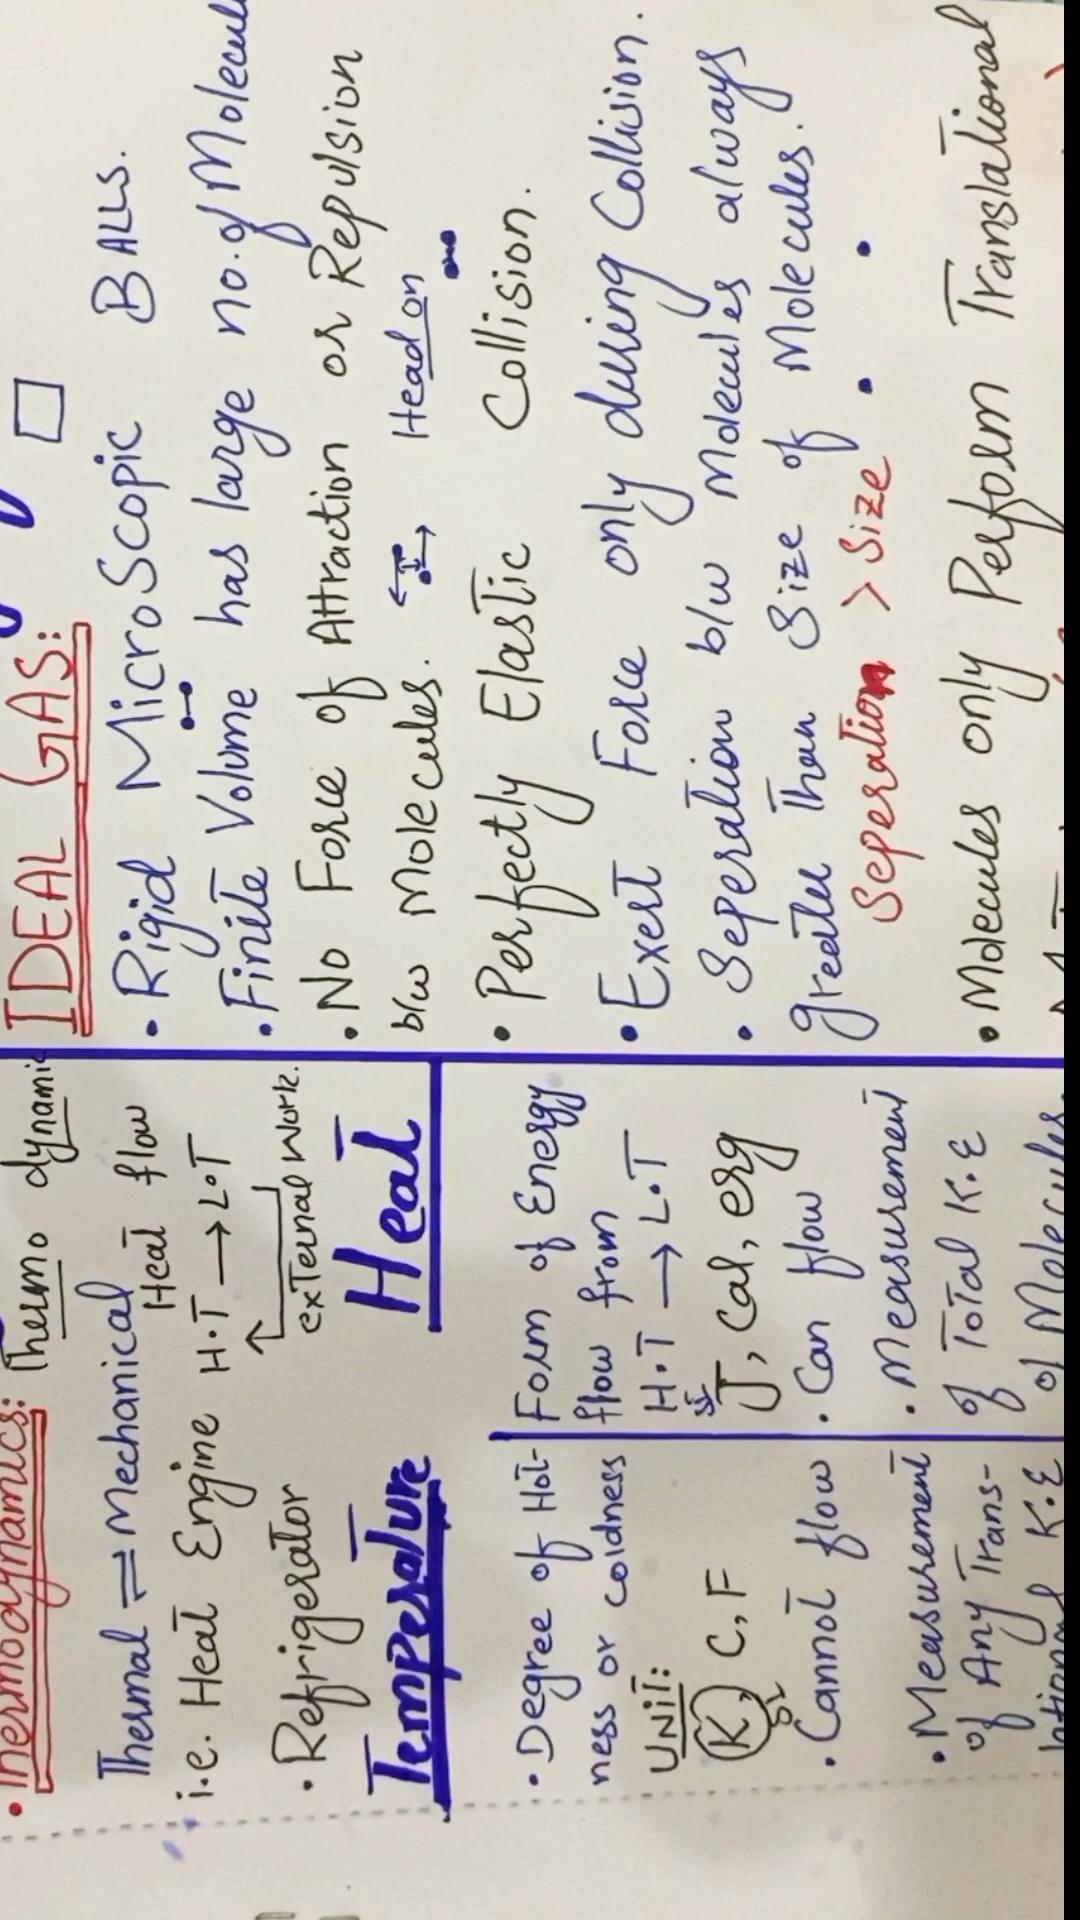 • Thermodynamics: Thermo dynamic
Thermal ⇌ Mechanical
Heat flow
i.e. Heat Engine H.T → L.T
• Refrigerator
external work.
Temperature
Heat
• Degree of Hot-
ness or coldness
UNIT:
K, C, F
SI
• Cannot flow
• Measurement
of Any Trans-
lational K.E
Form of Energy
flow from
H.T → L.T
SI
J, Cal, erg
• Can flow
• Measurement
of Total K.E
of Molecules
IDEAL GAS:
• Rigid MicroScopic BALLS.
• Finite Volume has large no. of Molecul
• No Force of Attraction or Repulsion
b/w Molecules. Head on
• Perfectly Elastic Collision.
• Exert Force only during Collision.
• Seperation b/w Molecules always
greater Than Size of Molecules.
Seperation > Size
• Molecules only Perform Translational